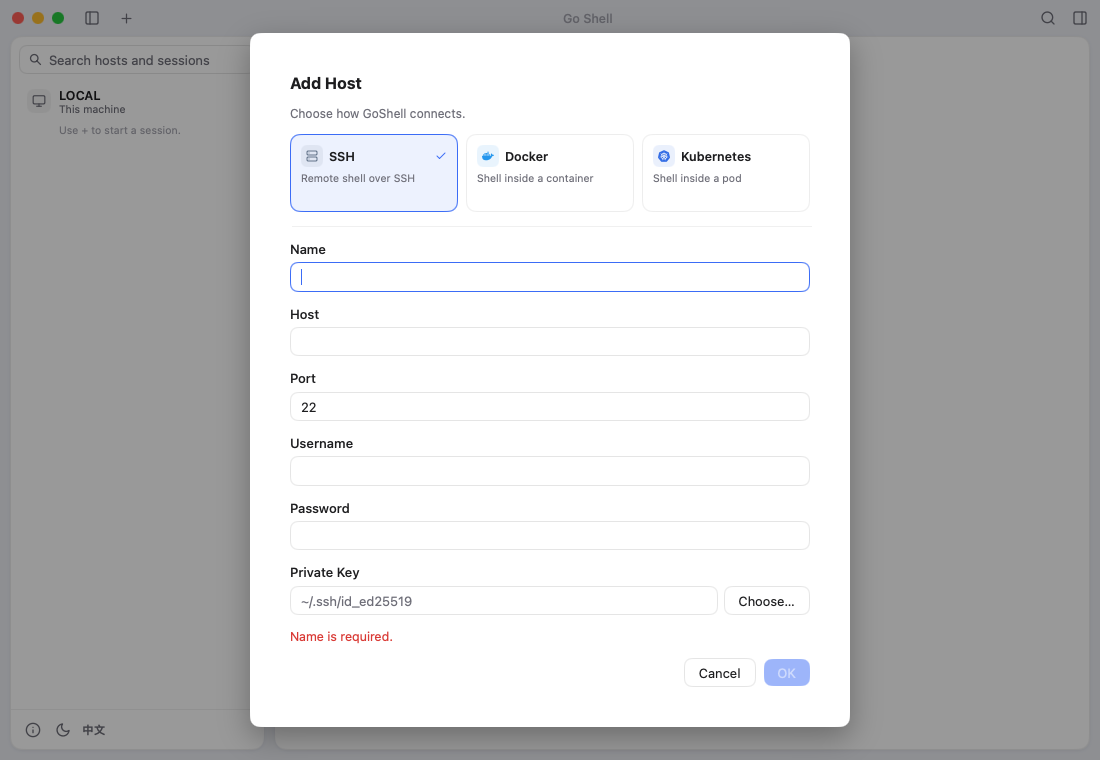 Go Shell
Search hosts and sessions
LOCAL
This machine
Use + to start a session.
Add Host
Choose how GoShell connects.
SSH
Remote shell over SSH
Docker
Shell inside a container
Kubernetes
Shell inside a pod
Name
Host
Port
22
Username
Password
Private Key
~/.ssh/id_ed25519
Choose...
Name is required.
Cancel
OK
中文